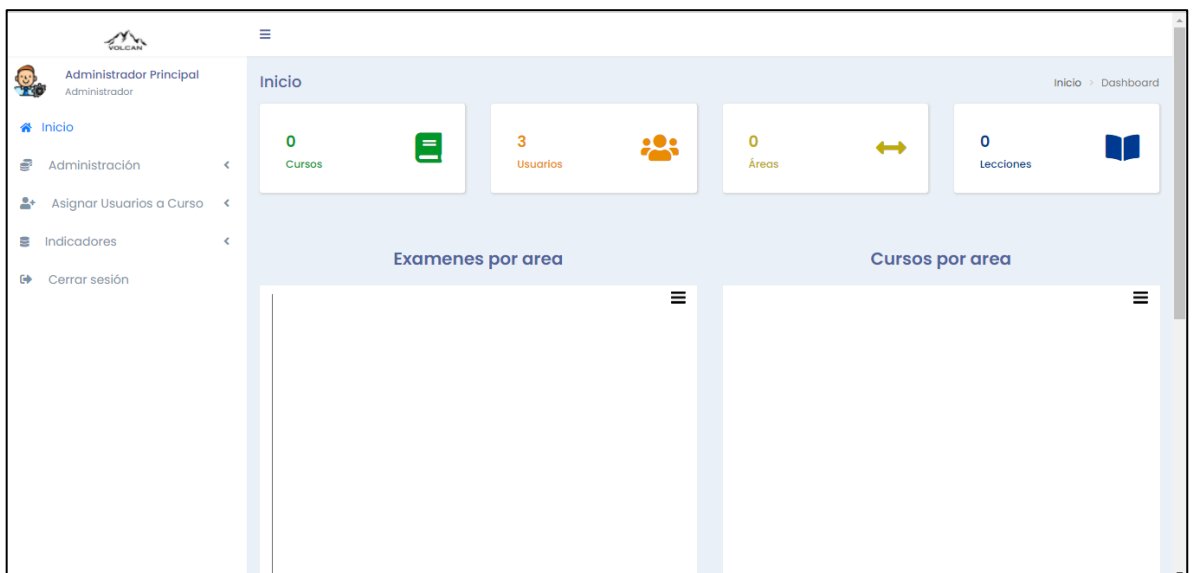 VOLCAN
Administrador Principal
Administrador
Inicio
Administración
Asignar Usuarios a Curso
Indicadores
Cerrar sesión
Inicio
Inicio > Dashboard
0
Cursos
3
Usuarios
0
Áreas
0
Lecciones
Examenes por area
Cursos por area